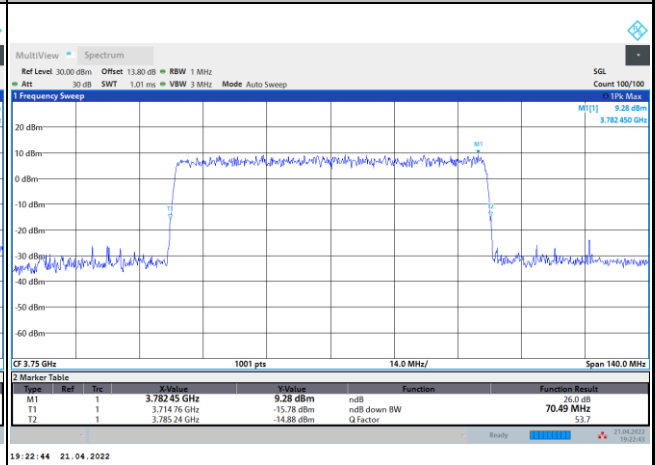 MultiView Spectrum
Ref Level 30.00 dBm Offset 13.80 dB RBW 1 MHz SGL
Att 30 dB SWT 1.01 ms VBW 3 MHz Mode Auto Sweep Count 100/100
1 Frequency Sweep 1Pk Max
M1[1] 9.28 dBm
3.782 450 GHz
20 dBm
M1
10 dBm
0 dBm
-10 dBm
T1
T2
-20 dBm
-30 dBm
-40 dBm
-50 dBm
-60 dBm
CF 3.75 GHz 1001 pts 14.0 MHz/ Span 140.0 MHz
2 Marker Table
Type Ref Trc X-Value Y-Value Function Function Result
M1 1 3.782 45 GHz 9.28 dBm ndB 26.0 dB
T1 1 3.714 76 GHz -15.78 dBm ndB down BW 70.49 MHz
T2 1 3.785 24 GHz -14.88 dBm Q Factor 53.7
Ready 21.04.2022
19:22:43
19:22:44 21.04.2022